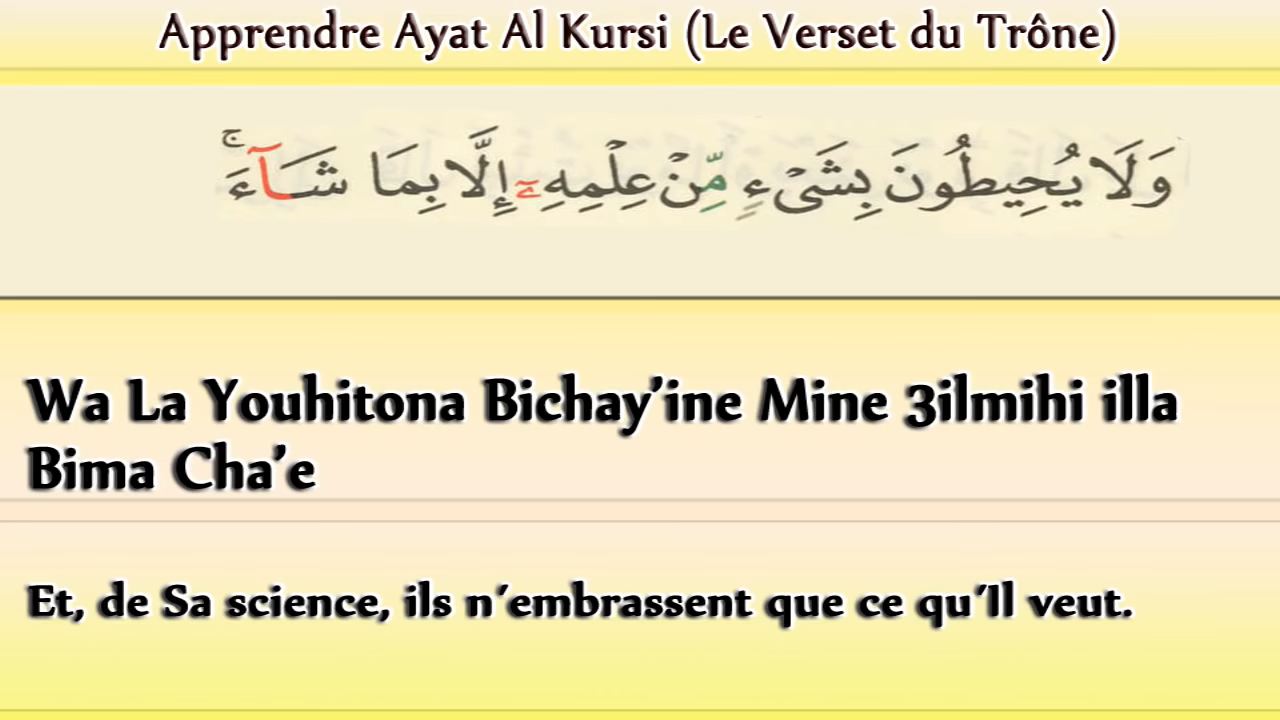 Apprendre Ayat Al Kursi (Le Verset du Trône)
وَلَا يُحِيطُونَ بِشَىْءٍ مِّنْ عِلْمِهِۦٓ إِلَّا بِمَا شَآءَ ۚ
Wa La Youhitona Bichay’ine Mine 3ilmihi illa
Bima Cha’e
Et, de Sa science, ils n´embrassent que ce qu´Il veut.